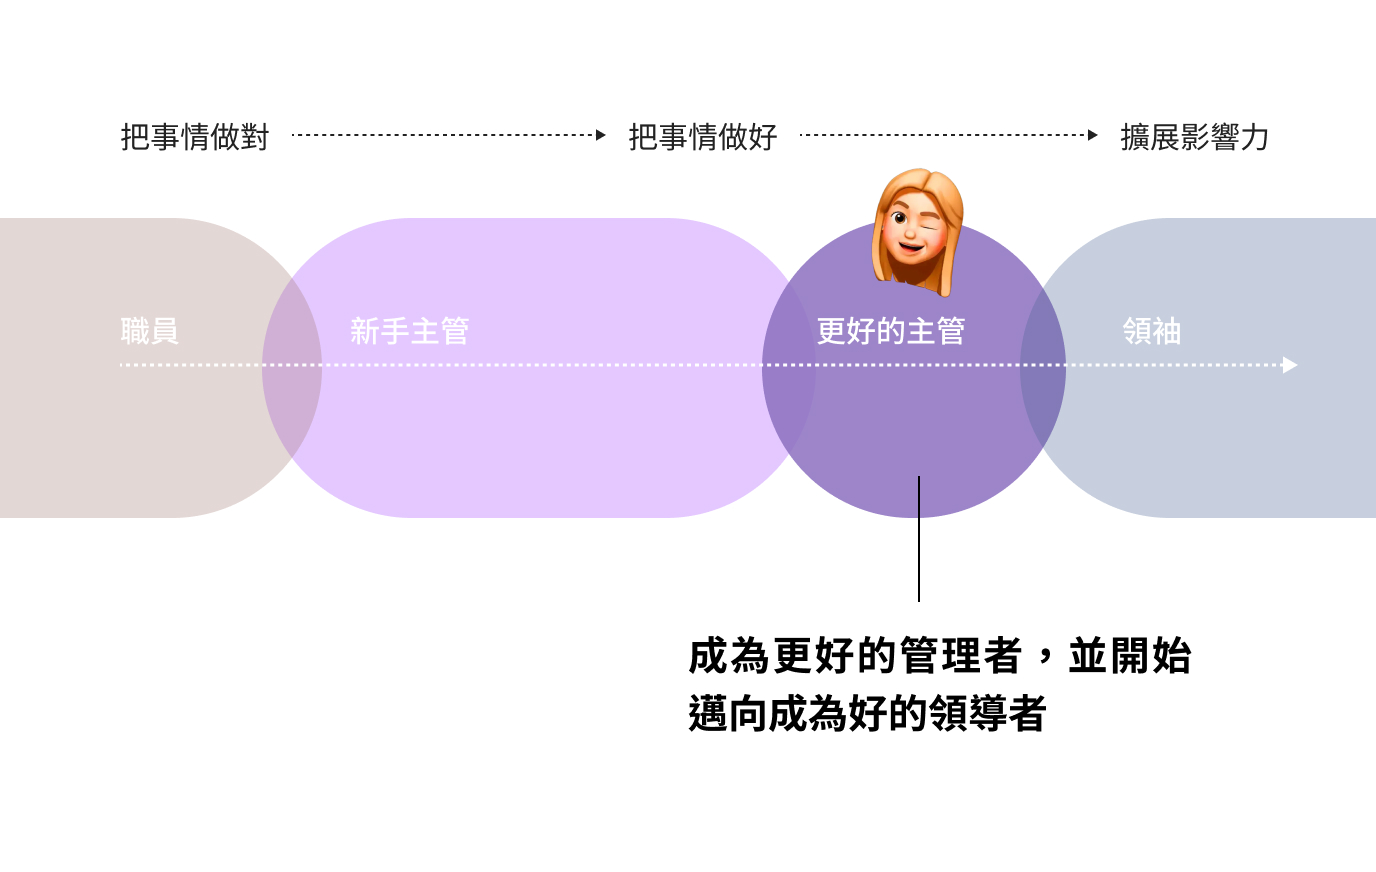 把事情做對
把事情做好
擴展影響力
職員
新手主管
更好的主管
領袖
成為更好的管理者，並開始
邁向成為好的領導者